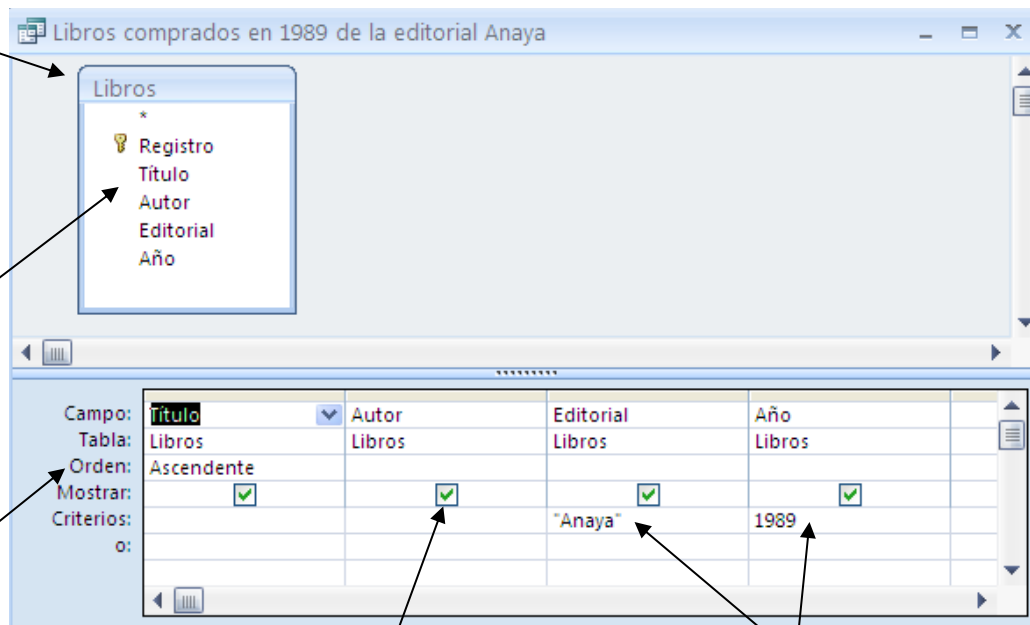 Libros comprados en 1989 de la editorial Anaya
Libros
*
Registro
Título
Autor
Editorial
Año
Campo: Título Autor Editorial Año
Tabla: Libros Libros Libros Libros
Orden: Ascendente
Mostrar:
Criterios: "Anaya" 1989
o: